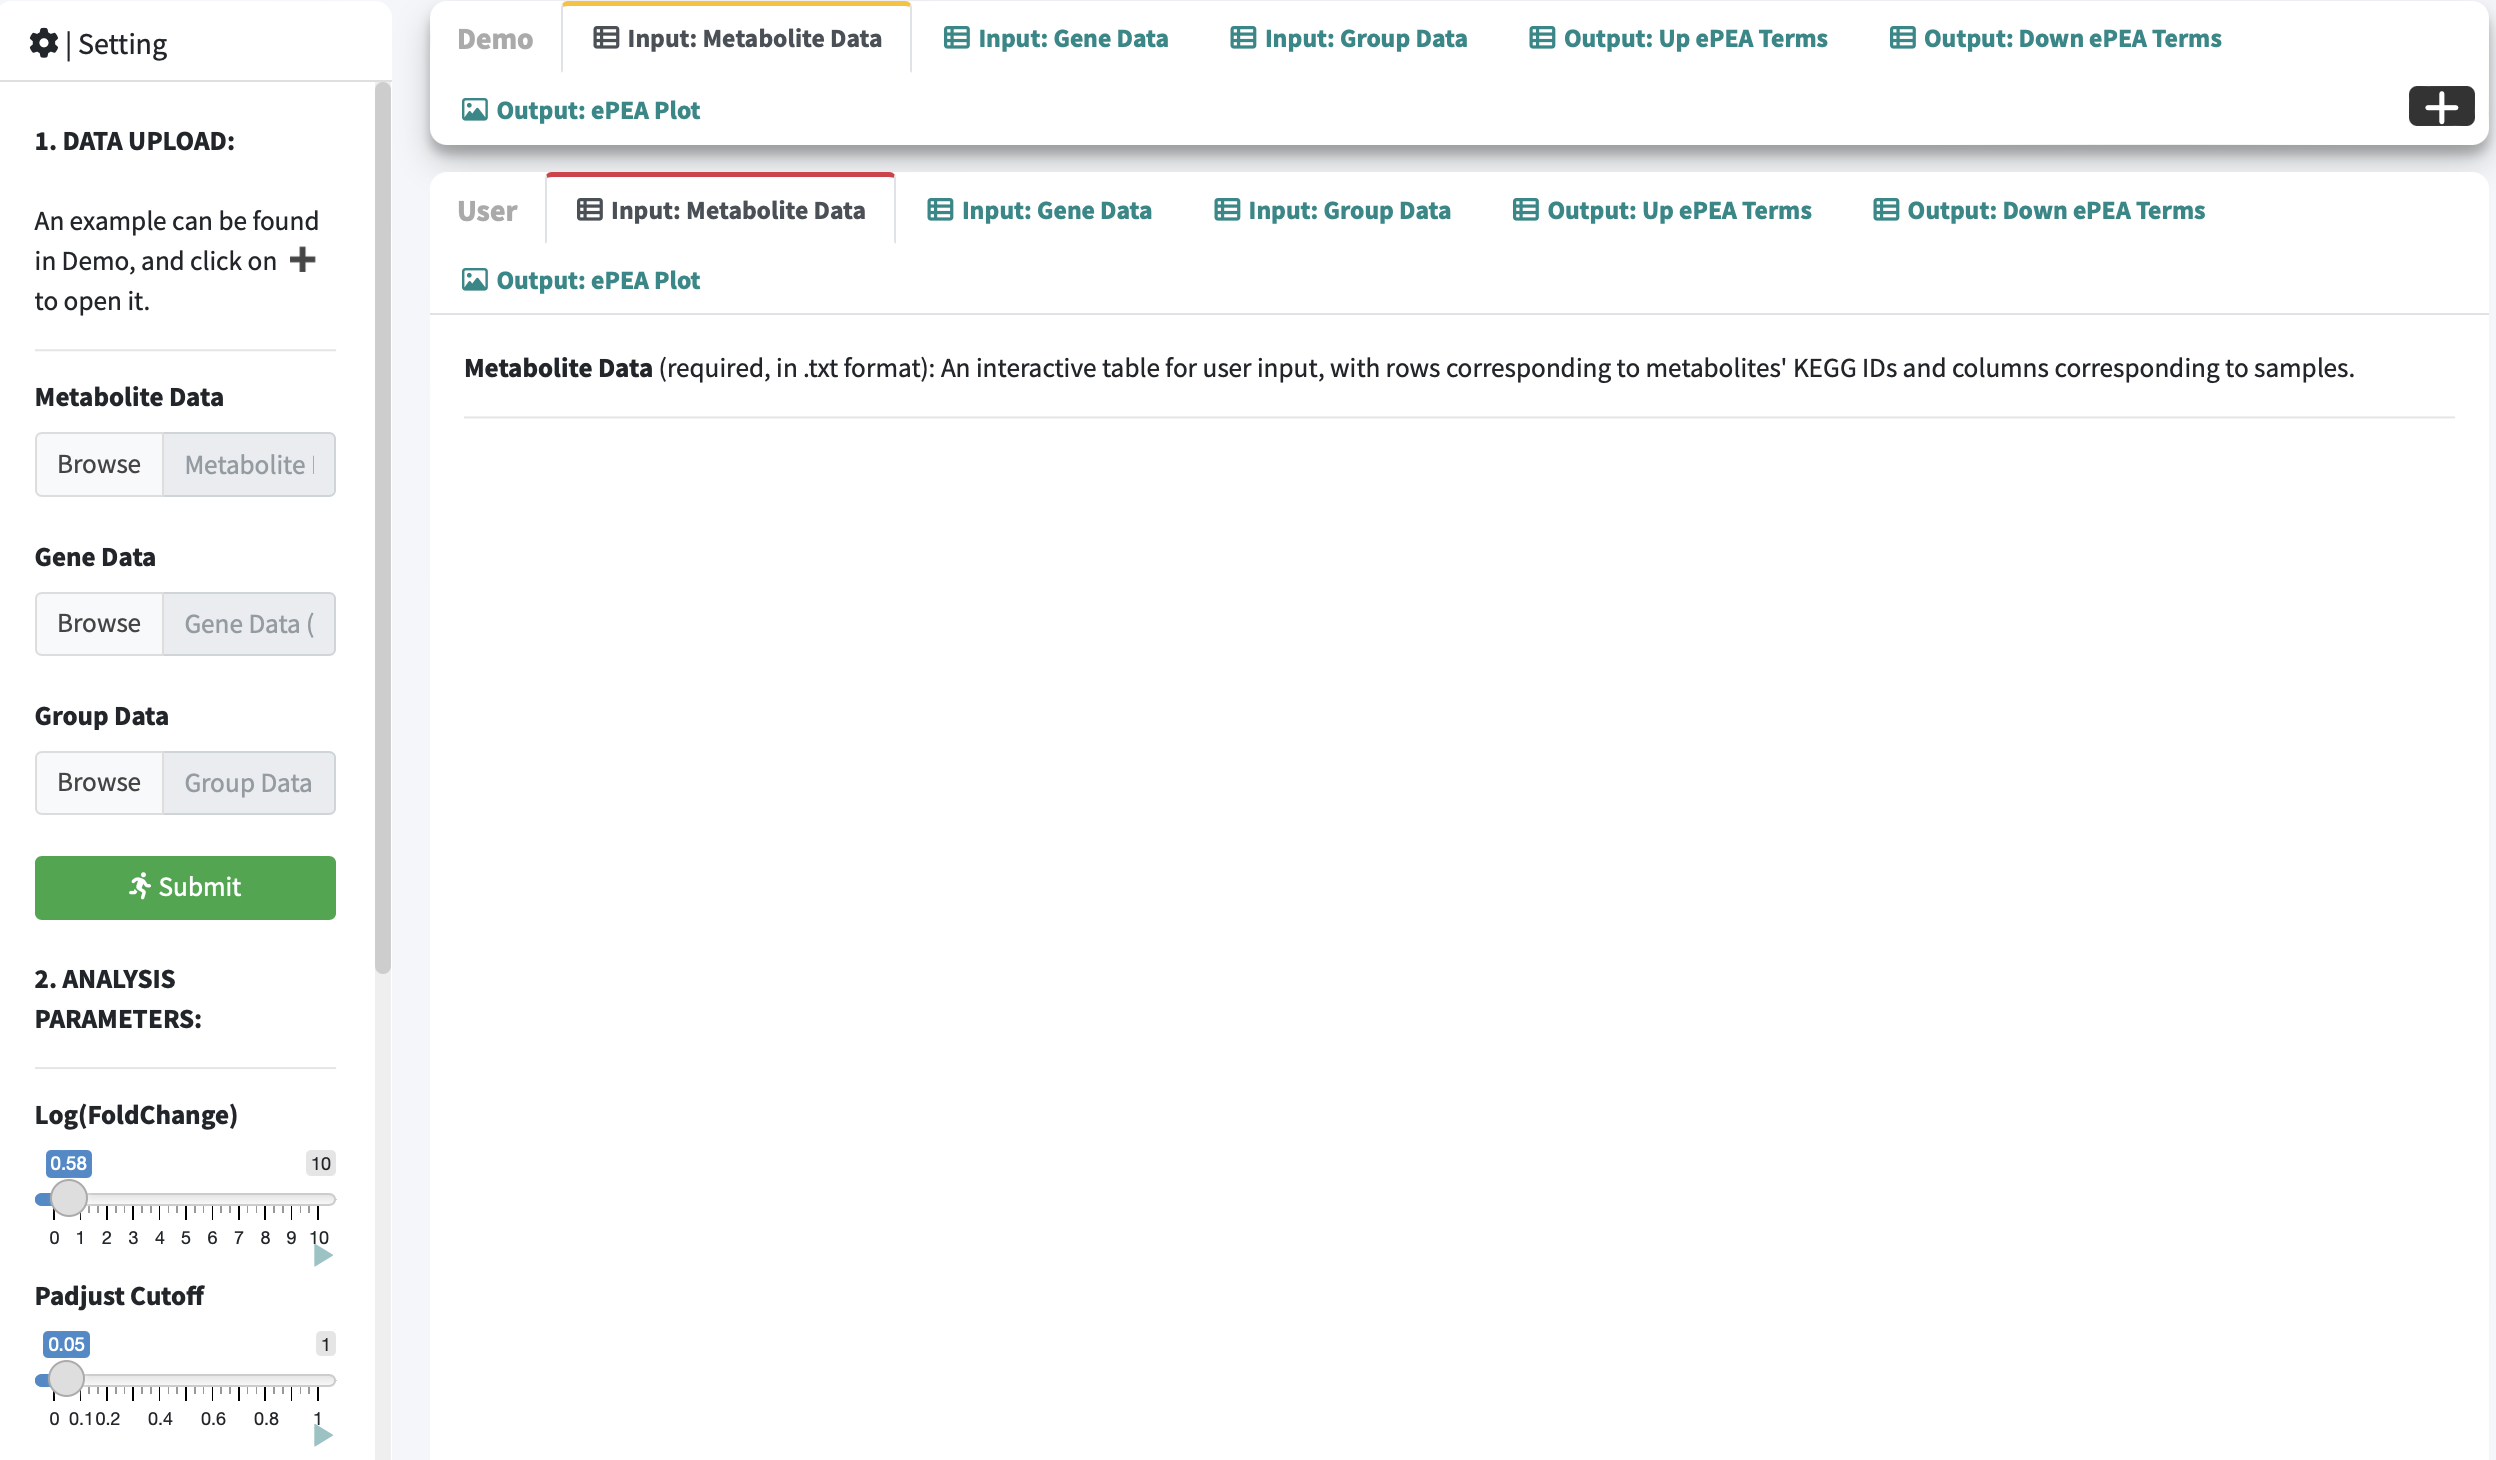 | Setting
1. DATA UPLOAD:
An example can be found
in Demo, and click on
to open it.
Metabolite Data
Browse Metabolite
Gene Data
Browse Gene Data (
Group Data
Browse Group Data
Submit
2. ANALYSIS
PARAMETERS:
Log(FoldChange)
0.58 10
0 1 2 3 4 5 6 7 8 9 10
Padjust Cutoff
0.05 1
0 0.1 0.2 0.4 0.6 0.8 1
Demo Input: Metabolite Data Input: Gene Data Input: Group Data Output: Up ePEA Terms Output: Down ePEA Terms
Output: ePEA Plot
User Input: Metabolite Data Input: Gene Data Input: Group Data Output: Up ePEA Terms Output: Down ePEA Terms
Output: ePEA Plot
Metabolite Data (required, in .txt format): An interactive table for user input, with rows corresponding to metabolites' KEGG IDs and columns corresponding to samples.